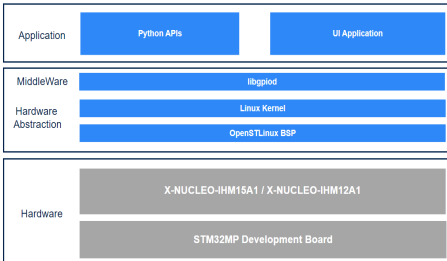 Application
Python APIs
UI Application
MiddleWare
libgpiod
Hardware
Abstraction
Linux Kernel
OpenSTLinux BSP
Hardware
X-NUCLEO-IHM15A1 / X-NUCLEO-IHM12A1
STM32MP Development Board